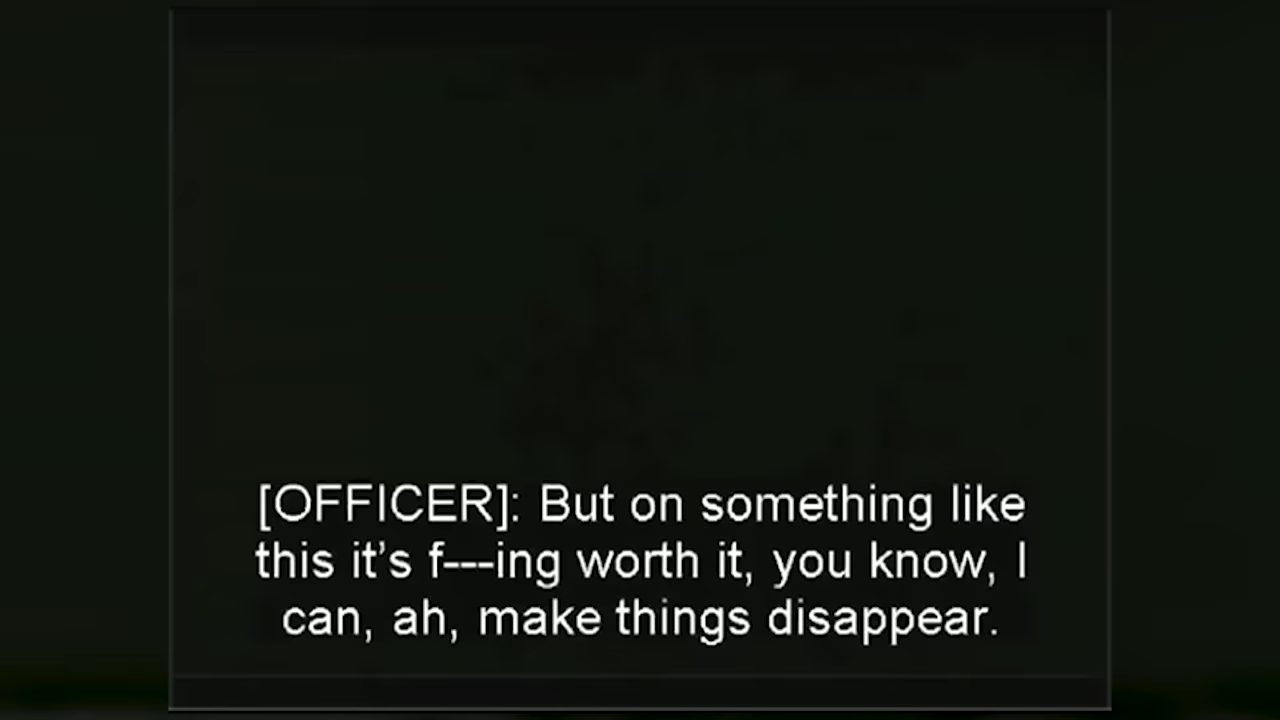 [OFFICER]: But on something like
this it’s f---ing worth it, you know, I
can, ah, make things disappear.